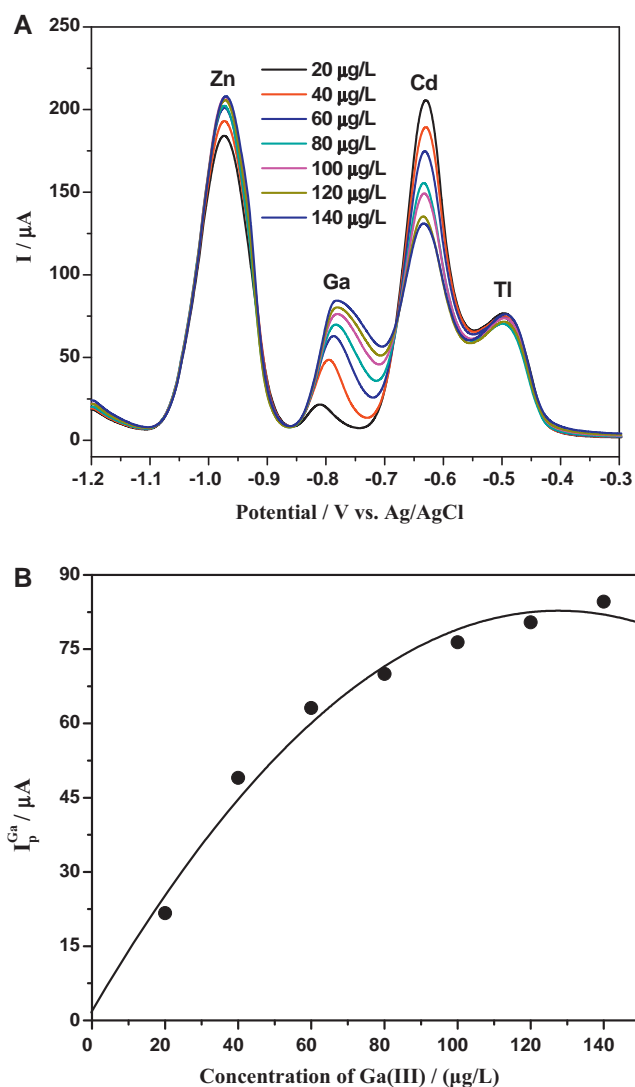 A
250
200
150
100
50
0
I / µA
Zn
Ga
Cd
Tl
20 µg/L
40 µg/L
60 µg/L
80 µg/L
100 µg/L
120 µg/L
140 µg/L
-1.2 -1.1 -1.0 -0.9 -0.8 -0.7 -0.6 -0.5 -0.4 -0.3
Potential / V vs. Ag/AgCl
B
90
75
60
45
30
15
0
I_p^Ga / µA
0 20 40 60 80 100 120 140
Concentration of Ga(III) / (µg/L)